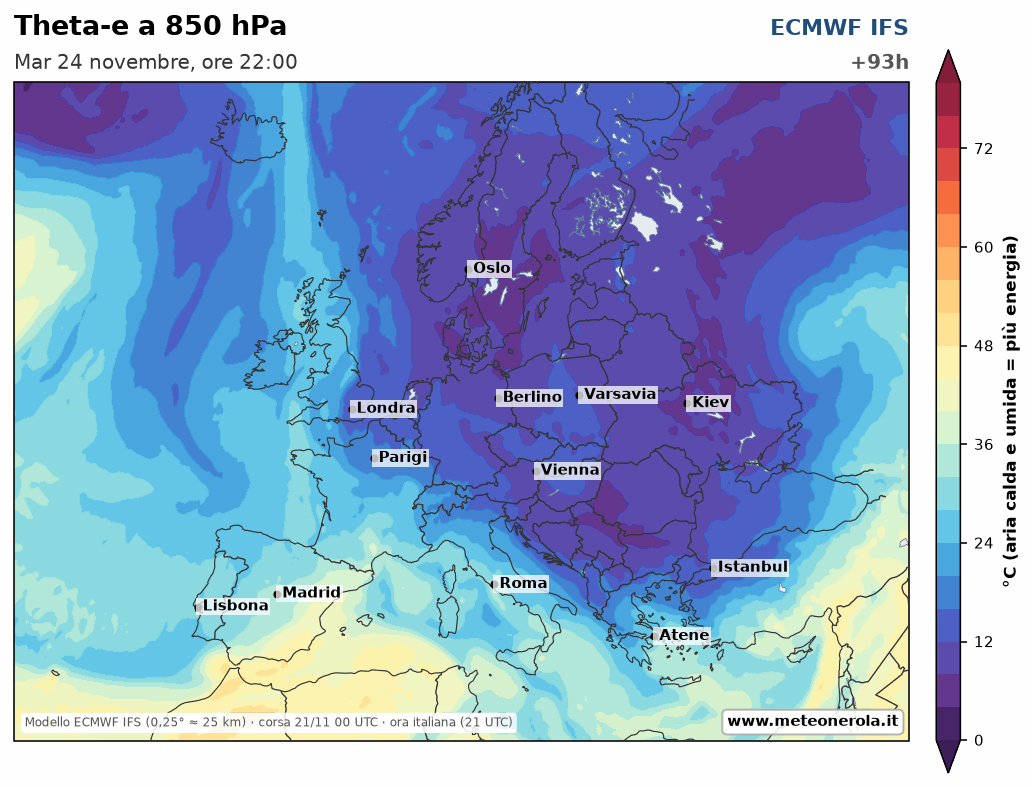 Theta-e a 850 hPa
ECMWF IFS
Mar 24 novembre, ore 22:00
+93h
72
60
48
36
24
12
0
°C (aria calda e umida = più energia)
Oslo
Berlino
Varsavia
Kiev
Londra
Parigi
Vienna
Istanbul
Roma
Madrid
Lisbona
Atene
Modello ECMWF IFS (0,25° ≈ 25 km) · corsa 21/11 00 UTC · ora italiana (21 UTC)
www.meteonerola.it